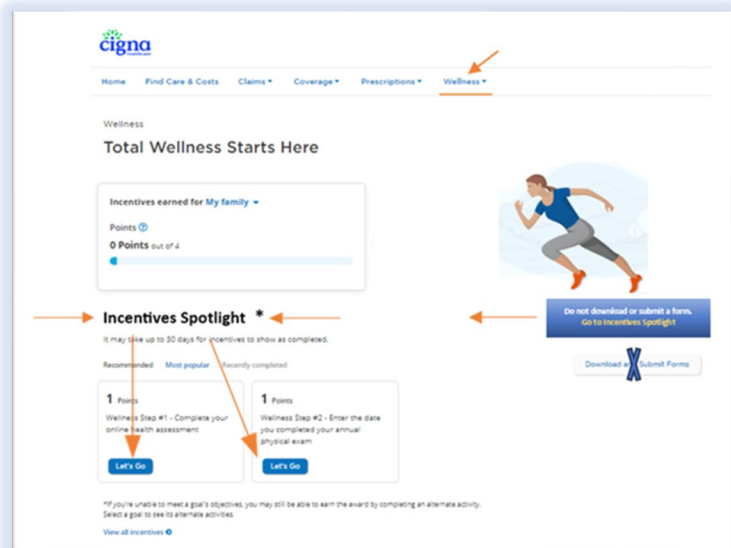 cigna
healthcare
Home Find Care & Costs Claims Coverage Prescriptions Wellness
Wellness
Total Wellness Starts Here
Incentives earned for My family
Points
0 Points out of 4
Incentives Spotlight *
It may take up to 30 days for incentives to show as completed.
Recommended Most popular Recently completed
1 Points
Wellness Step #1 - Complete your
online health assessment
Let's Go
1 Points
Wellness Step #2 - Enter the date
you completed your annual
physical exam
Let's Go
Do not download or submit a form.
Go to Incentives Spotlight
Download and Submit Forms
*If you're unable to meet a goal's objectives, you may still be able to earn the award by completing an alternate activity.
Select a goal to see its alternate activities.
View all incentives